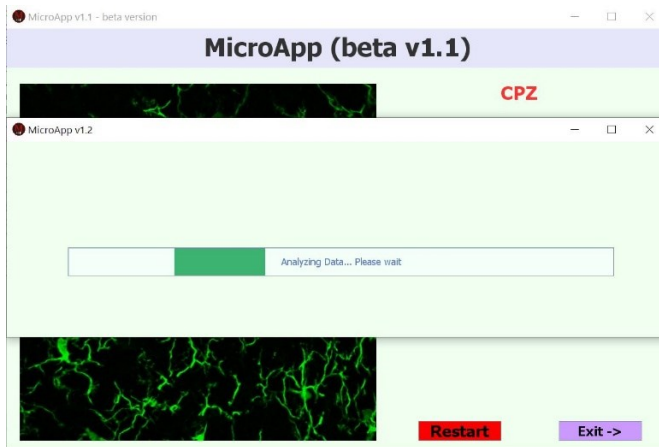 MicroApp v1.1 - beta version
MicroApp (beta v1.1)
CPZ
MicroApp v1.2
Analyzing Data... Please wait
Restart
Exit ->